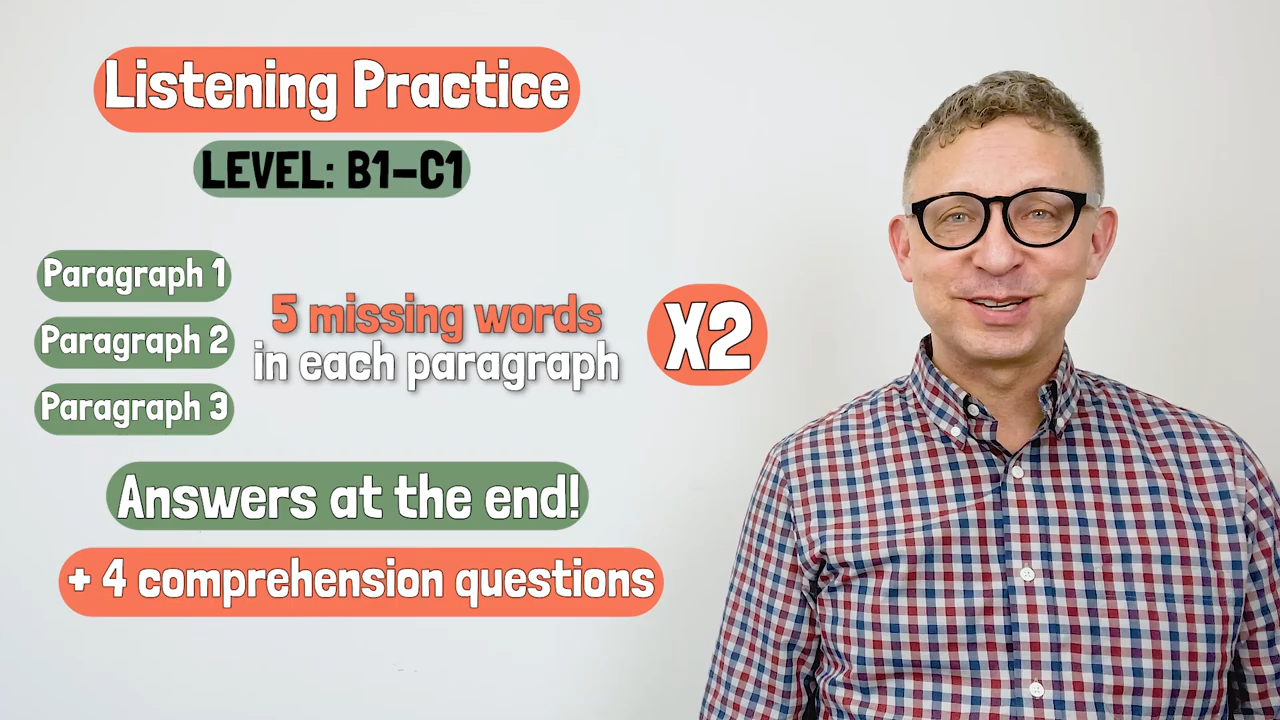 Listening Practice
LEVEL: B1–C1
Paragraph 1
Paragraph 2
Paragraph 3
5 missing words
in each paragraph
X2
Answers at the end!
+ 4 comprehension questions